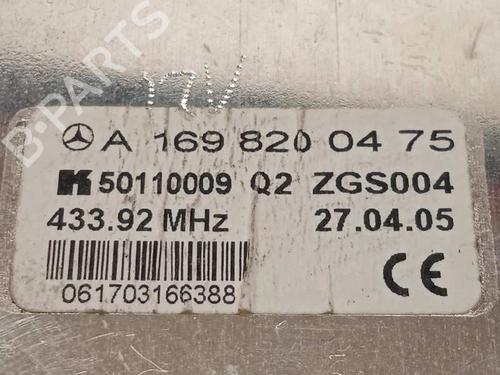 B-PARTS
A 169 820 04 75
K 50110009 Q2 ZGS004
433.92 MHz 27.04.05
CE
061703166388